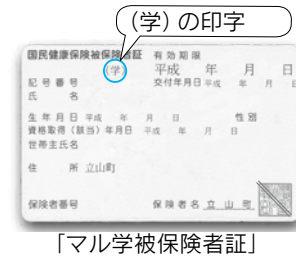 (学)の印字
国民健康保険被保険者証 有効期限
(学) 平成 年 月 日
記号番号 交付年月日 平成 年 月 日
氏 名
生年月日 平成 年 月 日 性別
資格取得(該当)年月日 平成 年 月 日
世帯主氏名
住 所 立山町
保険者番号 保険者名 立山町
「マル学被保険者証」